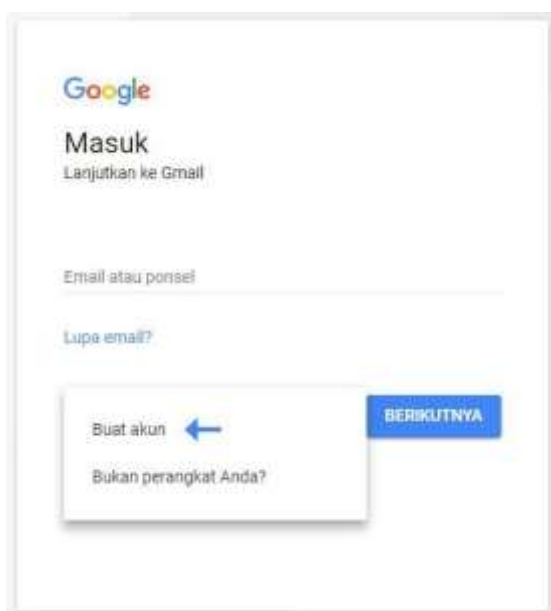 Google
Masuk
Lanjutkan ke Gmail
Email atau ponsel
Lupa email?
Buat akun
BERIKUTNYA
Bukan perangkat Anda?